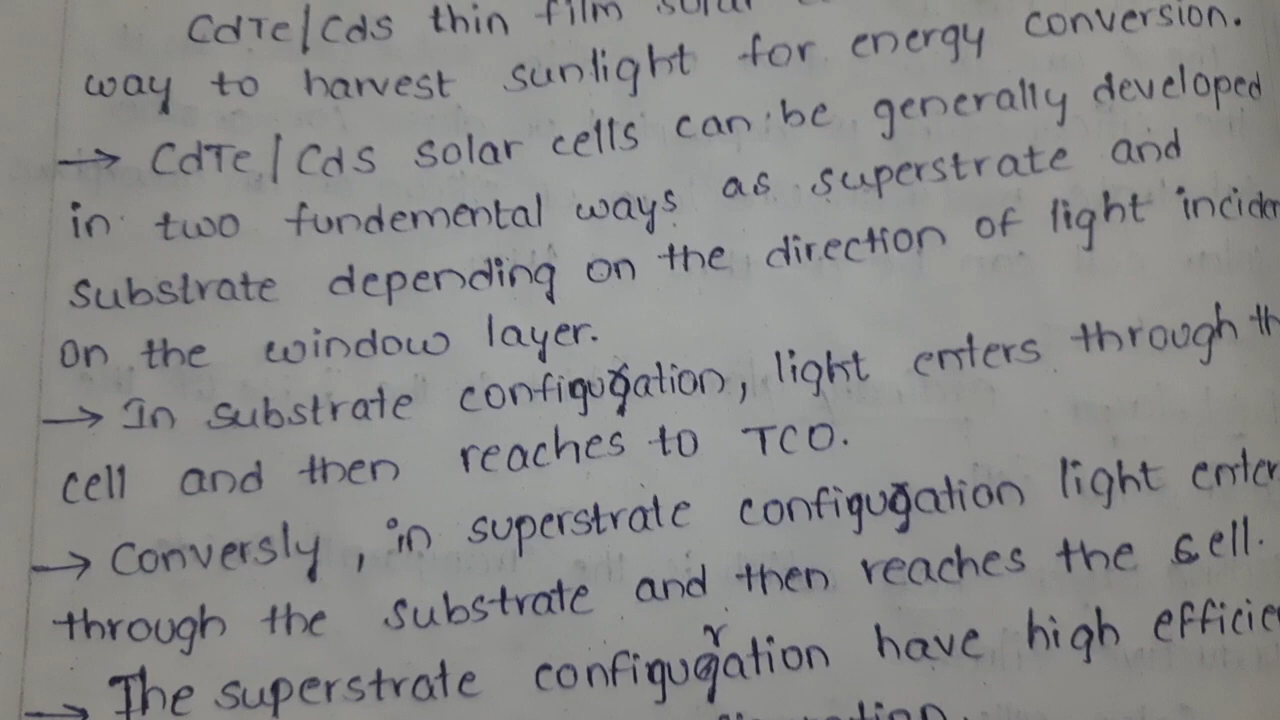 CdTe/Cds thin film
way to harvest sunlight for energy conversion.
→ CdTe/Cds solar cells can be generally developed
in two fundemental ways as superstrate and
substrate depending on the direction of light
on the window layer.
→ In substrate configugation, light enters through
cell and then reaches to TCO.
→ Conversly, in superstrate configugation light
through the substrate and then reaches the sell.
→ The superstrate configuration have high